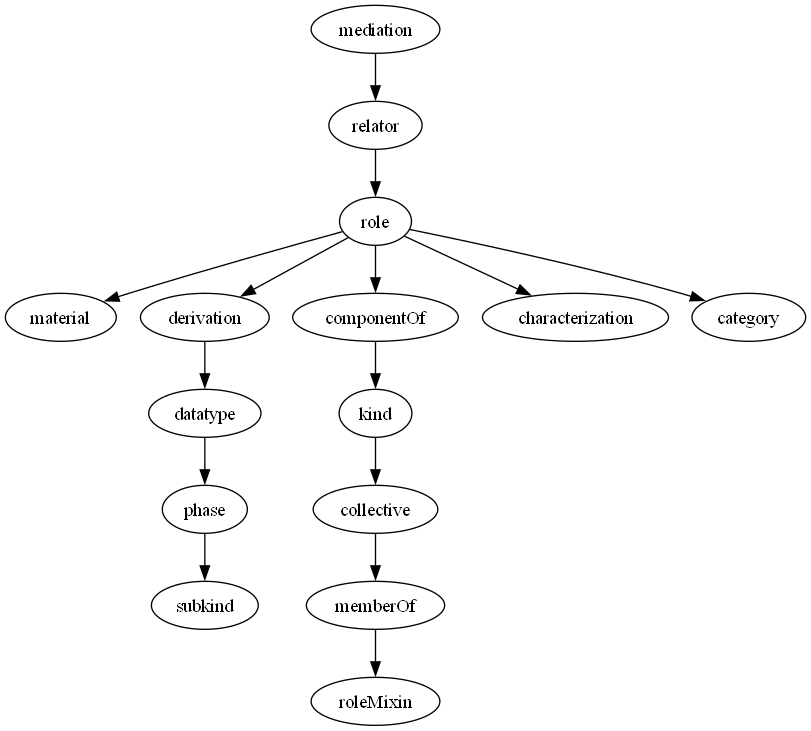 mediation
relator
role
material
derivation
componentOf
characterization
category
datatype
kind
phase
collective
subkind
memberOf
roleMixin